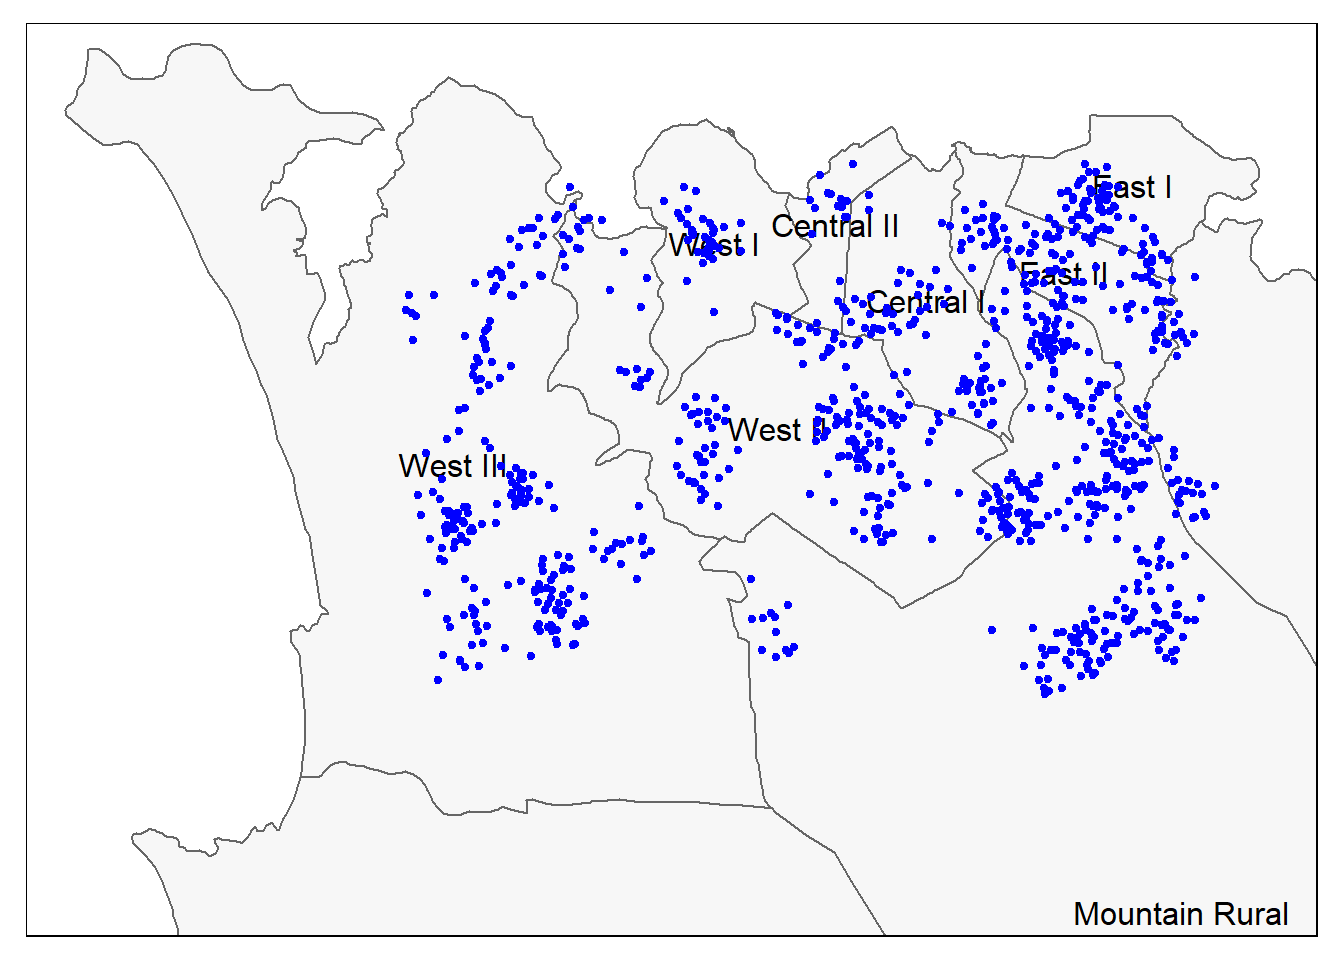 East I
Central II
West I
East II
Central I
West II
West III
Mountain Rural